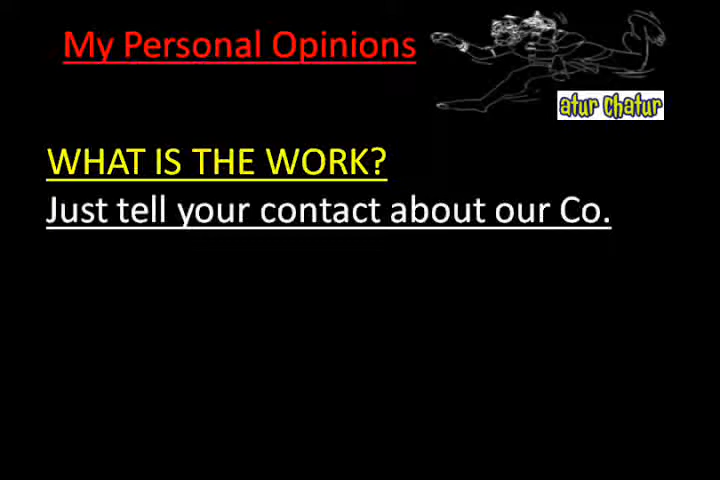 My Personal Opinions
atur Chatur
WHAT IS THE WORK?
Just tell your contact about our Co.